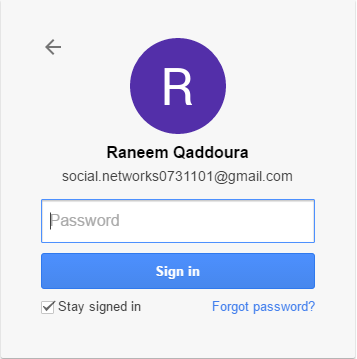 R
Raneem Qaddoura
social.networks0731101@gmail.com
Password
Sign in
Stay signed in Forgot password?